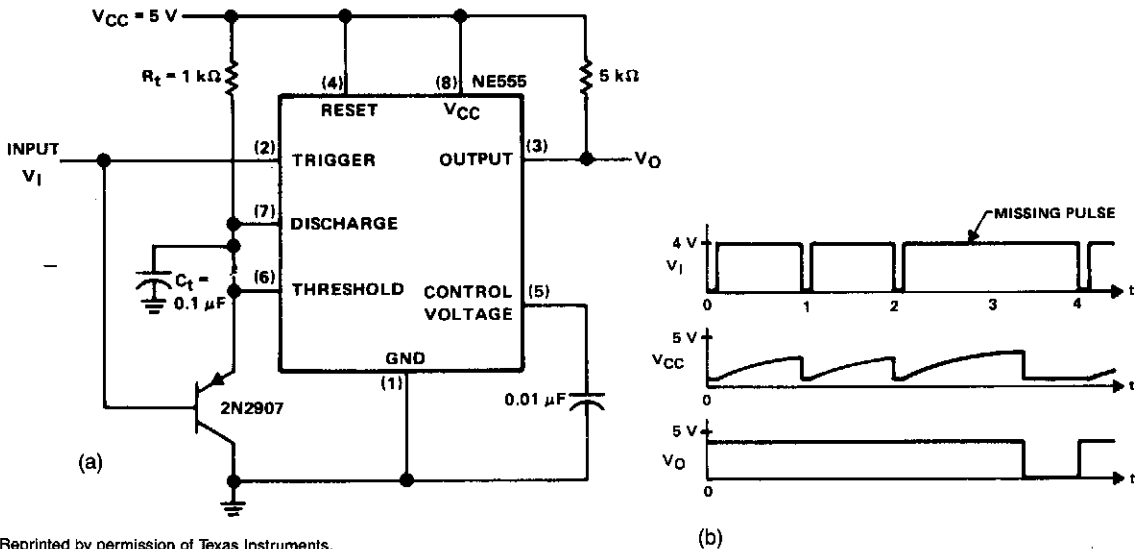 VCC = 5 V
Rt = 1 kΩ
(4)
(8) NE555
5 kΩ
RESET
VCC
INPUT
VI
(2)
TRIGGER
OUTPUT
(3)
VO
(7)
DISCHARGE
Ct =
0.1 µF
(6)
THRESHOLD
CONTROL
VOLTAGE
(5)
GND
(1)
2N2907
0.01 µF
(a)
MISSING PULSE
4 V
VI
0 1 2 3 4 t
5 V
VCC
0 t
5 V
VO
0 t
(b)
Reprinted by permission of Texas Instruments.